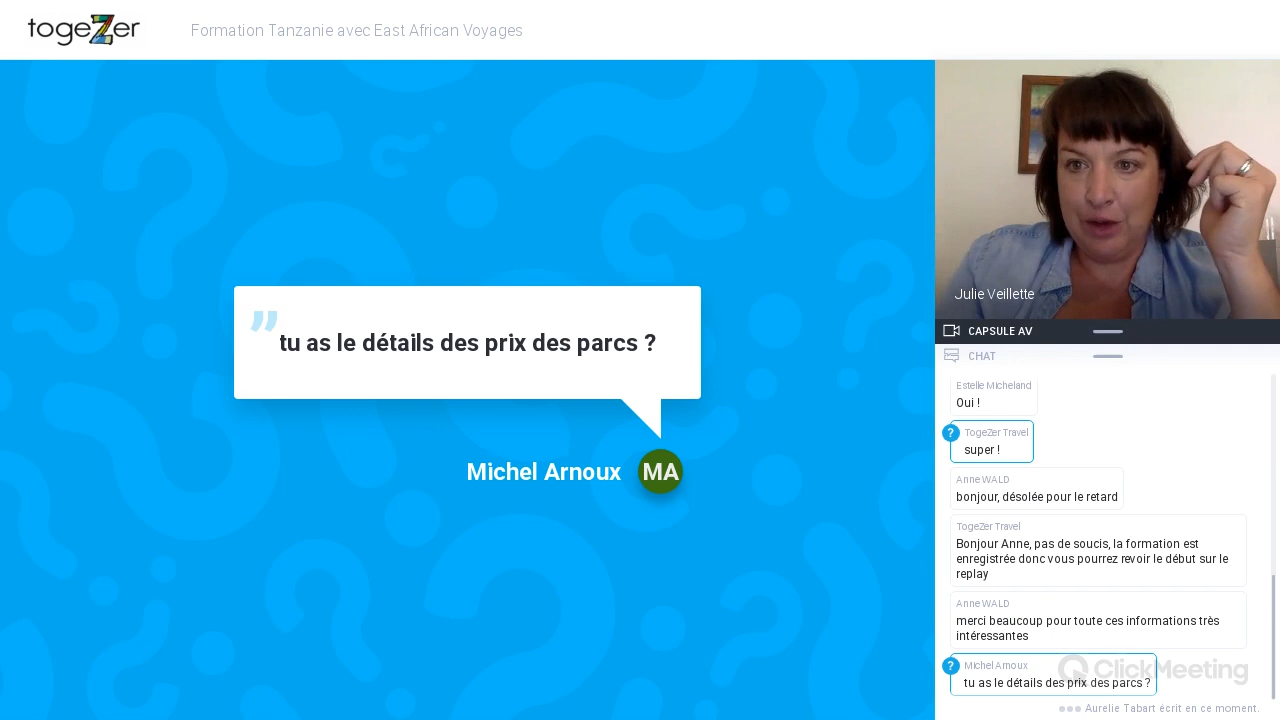 togeZer
Formation Tanzanie avec East African Voyages
”
tu as le détails des prix des parcs ?
Michel Arnoux
MA
Julie Veillette
CAPSULE AV
CHAT
Estelle Micheland
Oui !
?
TogeZer Travel
super !
Anne WALD
bonjour, désolée pour le retard
TogeZer Travel
Bonjour Anne, pas de soucis, la formation est
enregistrée donc vous pourrez revoir le début sur le
replay
Anne WALD
merci beaucoup pour toute ces informations très
intéressantes
?
Michel Arnoux
tu as le détails des prix des parcs ?
ClickMeeting
Aurelie Tabart écrit en ce moment.